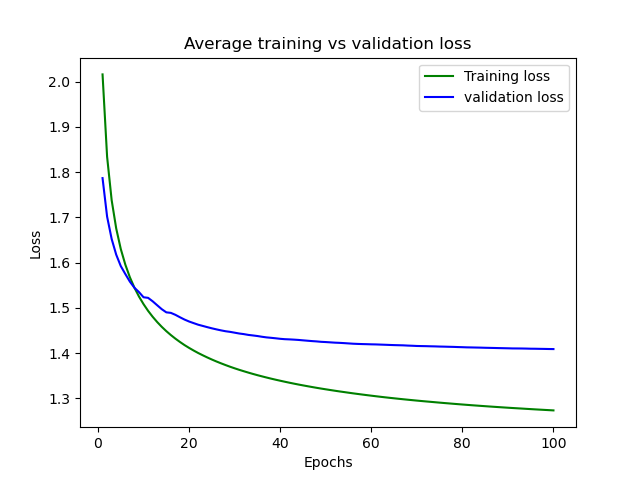 Average training vs validation loss
Training loss
validation loss
Loss
2.0
1.9
1.8
1.7
1.6
1.5
1.4
1.3
0 20 40 60 80 100
Epochs